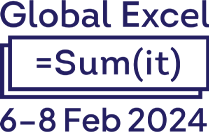 Global Excel
=Sum(it)
6–8 Feb 2024